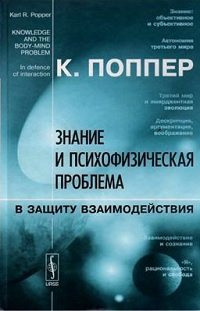 Karl R. Popper
KNOWLEDGE
AND THE
BODY-MIND
PROBLEM
In defence of
interaction
Знание:
объективное
и субъективное
Автономия
третьего мира
К. ПОППЕР
Третий мир
и эмерджентная
эволюция
Дескрипция,
аргументация,
воображение
ЗНАНИЕ
И ПСИХОФИЗИЧЕСКАЯ
ПРОБЛЕМА
В ЗАЩИТУ ВЗАИМОДЕЙСТВИЯ
Взаимодействие
и сознание
«Я»,
рациональность
и свобода
URSS